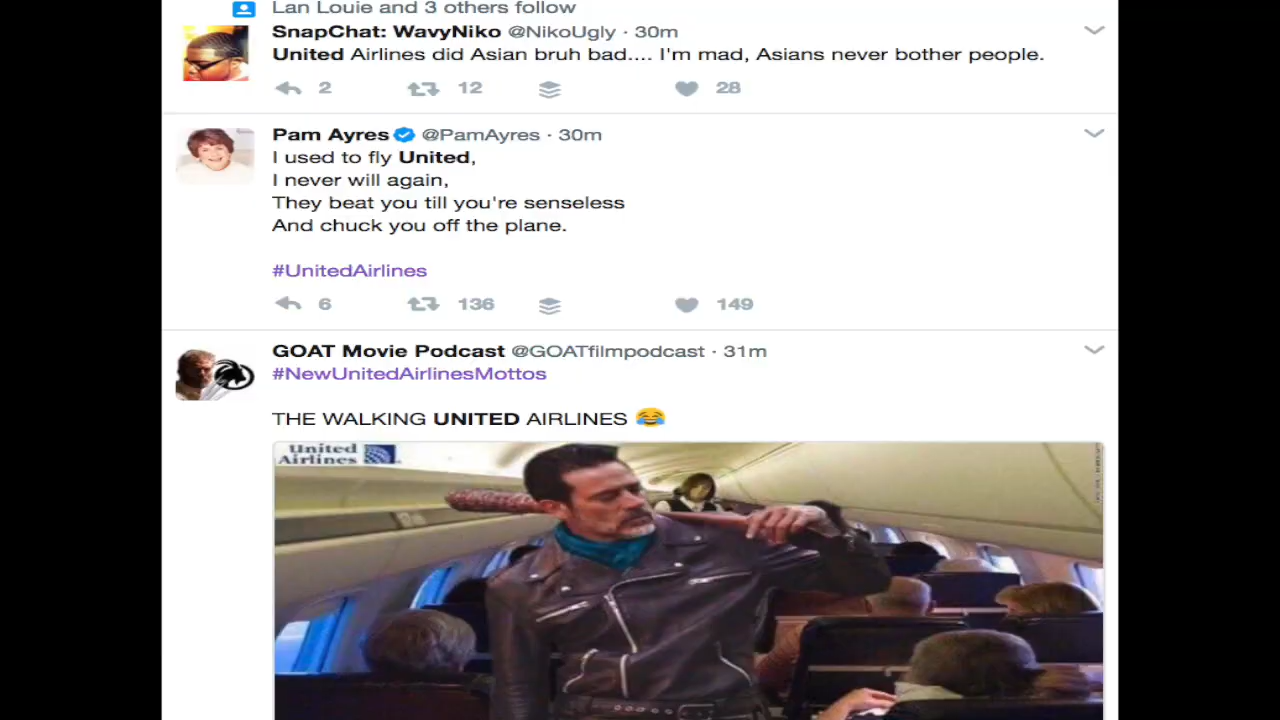 Lan Louie and 3 others follow
SnapChat: WavyNiko @NikoUgly · 30m
United Airlines did Asian bruh bad.... I'm mad, Asians never bother people.
2 12 28
Pam Ayres @PamAyres · 30m
I used to fly United,
I never will again,
They beat you till you're senseless
And chuck you off the plane.
#UnitedAirlines
6 136 149
GOAT Movie Podcast @GOATfilmpodcast · 31m
#NewUnitedAirlinesMottos
THE WALKING UNITED AIRLINES 😂
United
Airlines